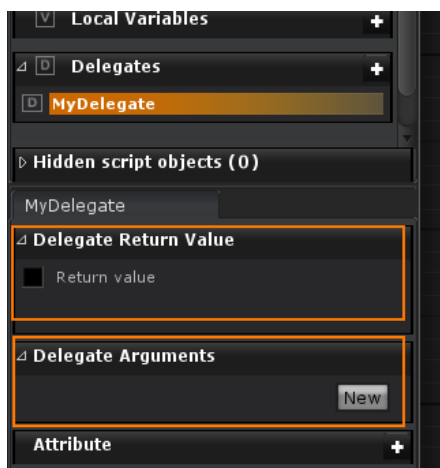 V Local Variables +
D Delegates +
D MyDelegate
Hidden script objects (0)
MyDelegate
Delegate Return Value
Return value
Delegate Arguments
New
Attribute +